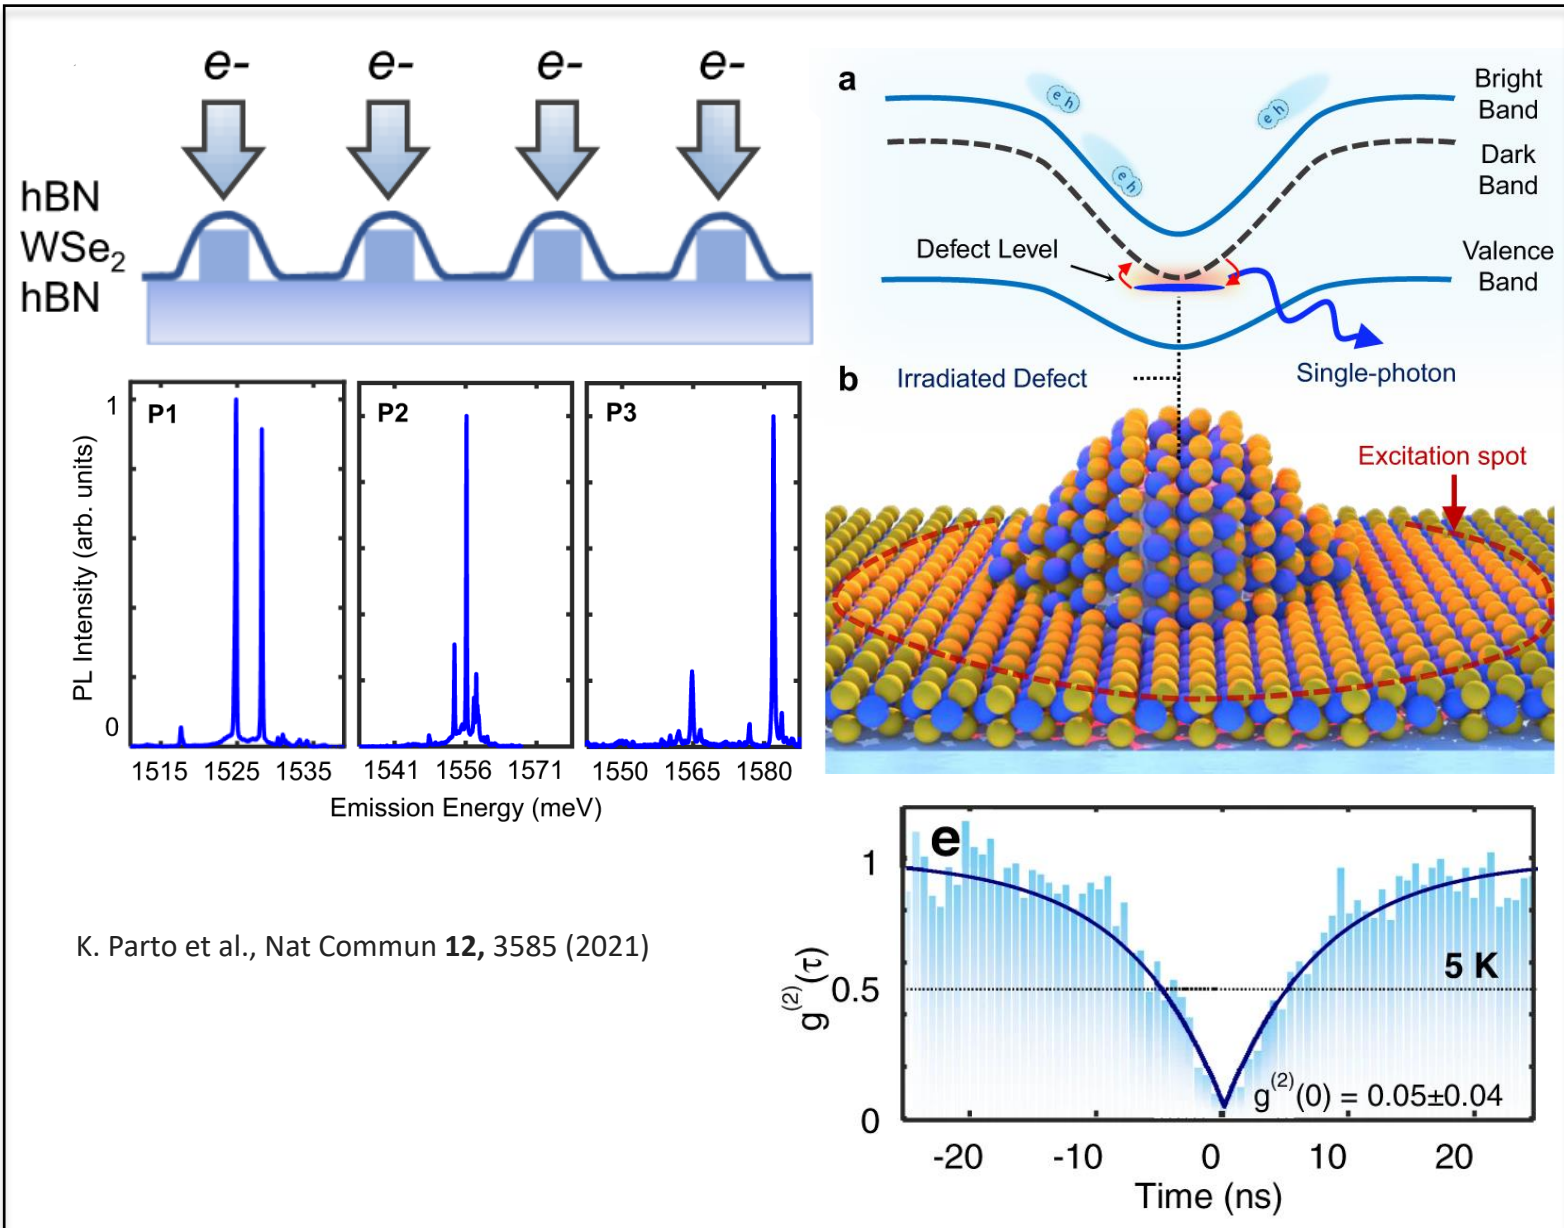 e- e- e- e-
hBN
WSe2
hBN
P1 P2 P3
PL Intensity (arb. units)
1
0
1515 1525 1535 1541 1556 1571 1550 1565 1580
Emission Energy (meV)
K. Parto et al., Nat Commun 12, 3585 (2021)
a
Bright
Band
Dark
Band
Valence
Band
e h
e h
e h
Defect Level
Single-photon
b
Irradiated Defect
Excitation spot
e
g(2)(τ)
1
0.5
0
5 K
g(2)(0) = 0.05±0.04
-20 -10 0 10 20
Time (ns)